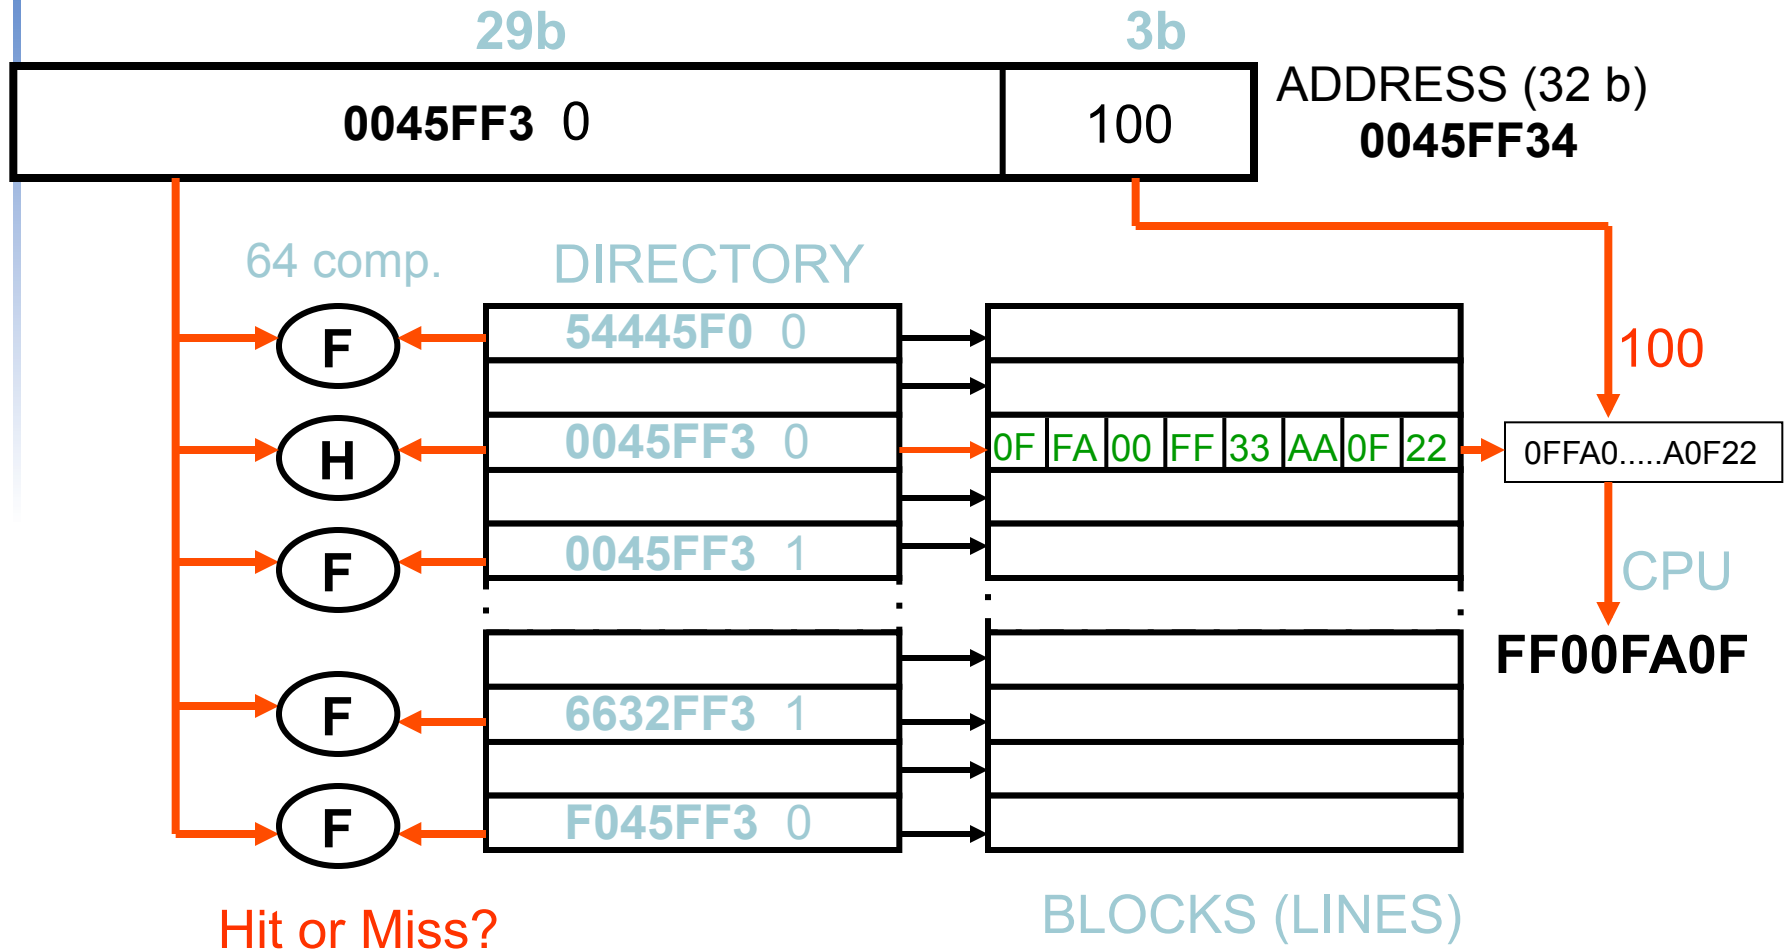 29b 3b
0045FF3 0 100
ADDRESS (32 b)
0045FF34
64 comp. DIRECTORY
F 54445F0 0
100
H 0045FF3 0 0F FA 00 FF 33 AA 0F 22 0FFA0.....A0F22
F 0045FF3 1
CPU
FF00FA0F
F 6632FF3 1
F F045FF3 0
Hit or Miss? BLOCKS (LINES)